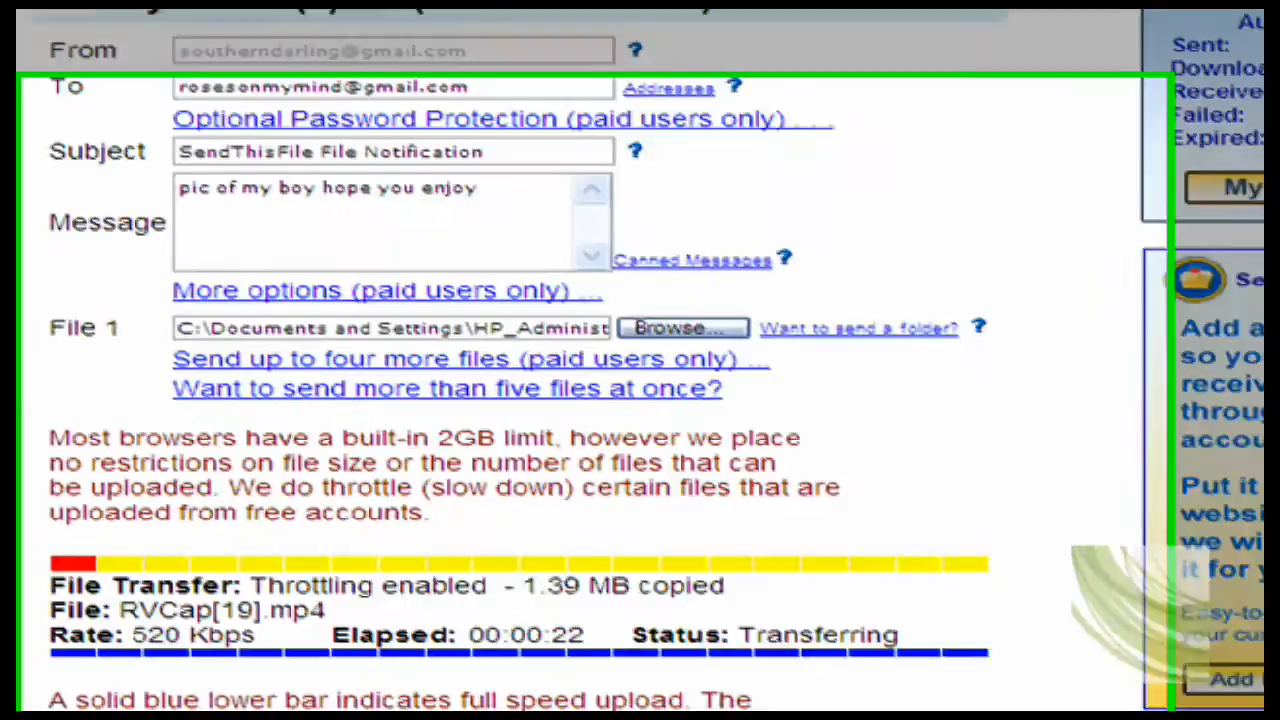 Au
From southerndarling@gmail.com ?
Sent:
Downloa
To rosesonmymind@gmail.com Addresses ?
Receive
Optional Password Protection (paid users only) . . .
Failed:
Expired:
Subject SendThisFile File Notification ?
pic of my boy hope you enjoy
My
Message
Canned Messages ?
More options (paid users only) ...
Se
File 1 C:\Documents and Settings\HP_Administ Browse... Want to send a folder? ?
Send up to four more files (paid users only) ...
Want to send more than five files at once?
Add a
so yo
receiv
throu
accou
Most browsers have a built-in 2GB limit, however we place
no restrictions on file size or the number of files that can
be uploaded. We do throttle (slow down) certain files that are
uploaded from free accounts.
Put it
websi
we wi
it for y
File Transfer: Throttling enabled - 1.39 MB copied
File: RVCap[19].mp4
Rate: 520 Kbps Elapsed: 00:00:22 Status: Transferring
Easy-to
your cu
Add
A solid blue lower bar indicates full speed upload. The